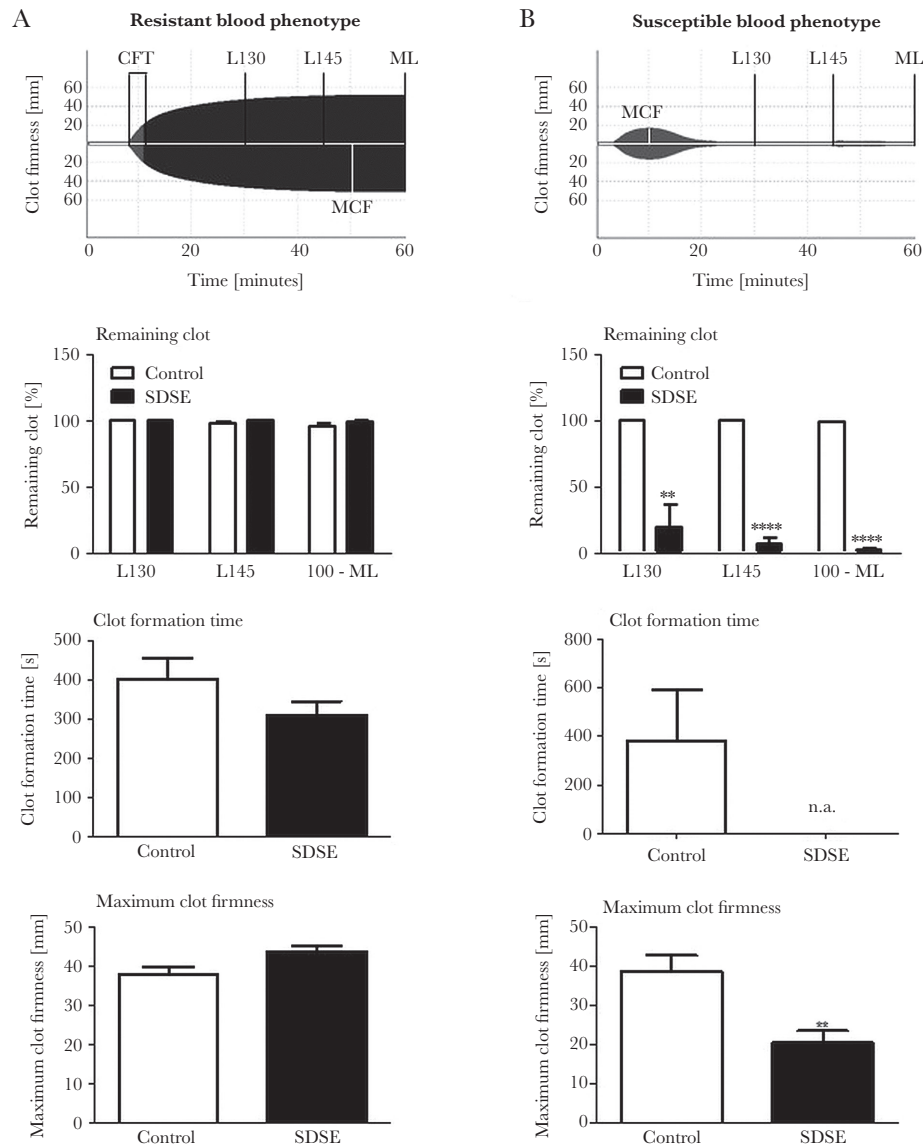 A
Resistant blood phenotype
CFT
L130
L145
ML
Clot fimness [mm]
60
40
20
20
40
60
MCF
0
20
40
60
Time [minutes]
Remaining clot
Remaining clot [%]
150
100
50
0
Control
SDSE
L130
L145
100 - ML
Clot formation time
Clot formation time [s]
500
400
300
200
100
0
Control
SDSE
Maximum clot firmness
Maximum clot firmness [mm]
50
40
30
20
10
0
Control
SDSE
B
Susceptible blood phenotype
L130
L145
ML
Clot firmness [mm]
60
40
20
20
40
60
MCF
0
20
40
60
Time [minutes]
Remaining clot
Remaining clot [%]
150
100
50
0
Control
SDSE
**
****
****
L130
L145
100 - ML
Clot formation time
Clot formation time [s]
800
600
400
200
0
n.a.
Control
SDSE
Maximum clot firmness
Maximum clot firmness [mm]
50
40
30
20
10
0
**
Control
SDSE